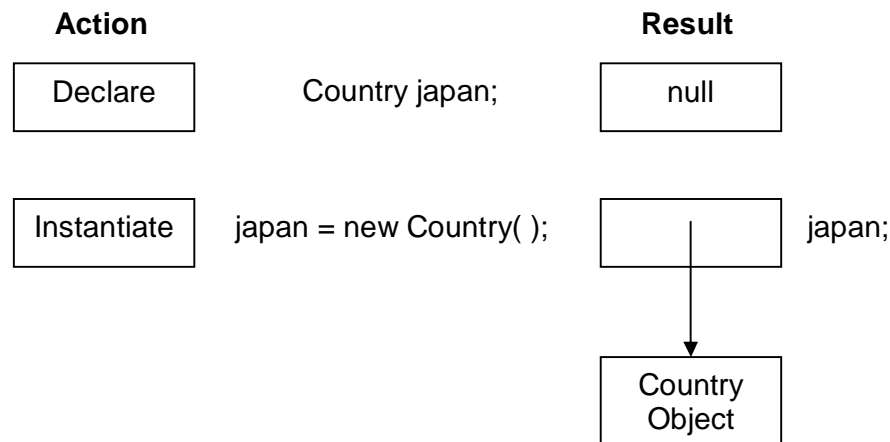 Action Result
Declare Country japan; null
Instantiate japan = new Country( ); japan;
Country
Object